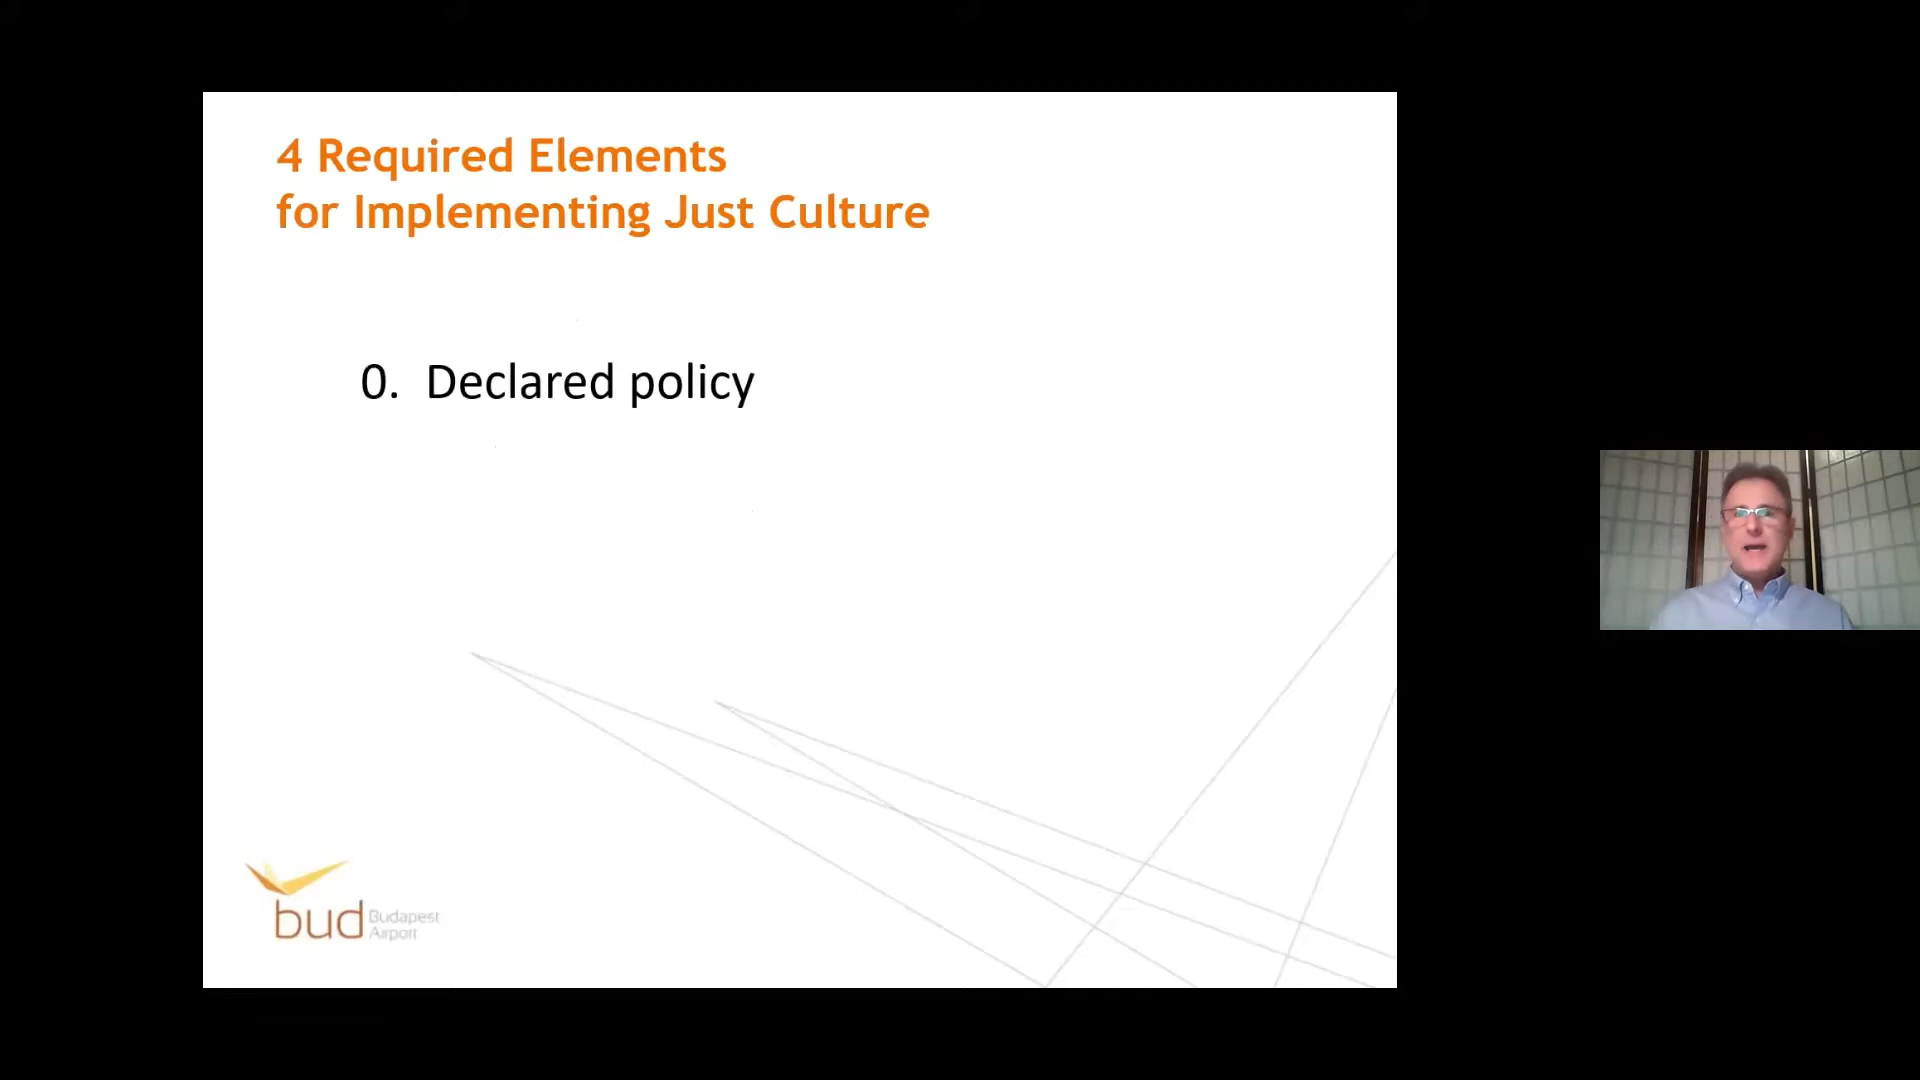 4 Required Elements
for Implementing Just Culture
0. Declared policy
bud Budapest
Airport